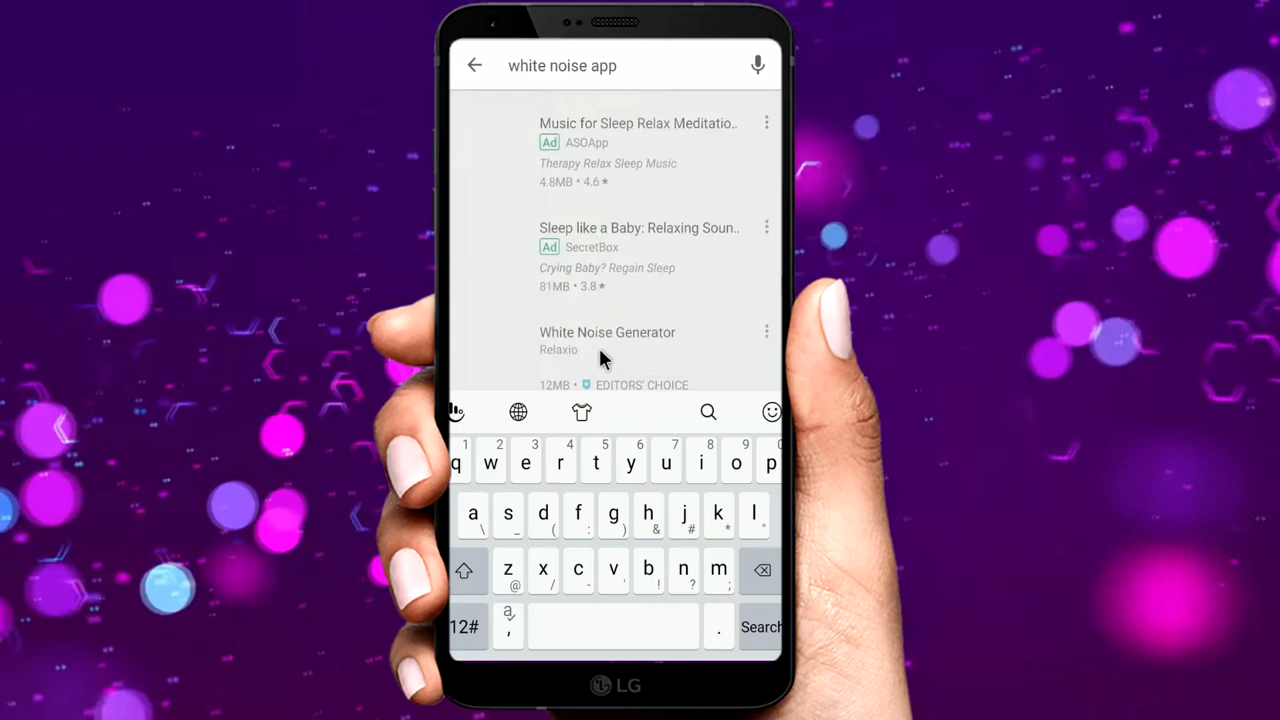 white noise app
Music for Sleep Relax Meditatio..
Ad ASOApp
Therapy Relax Sleep Music
4.8MB • 4.6★
Sleep like a Baby: Relaxing Soun..
Ad SecretBox
Crying Baby? Regain Sleep
81MB • 3.8★
White Noise Generator
Relaxio
12MB • EDITORS' CHOICE
1 2 3 4 5 6 7 8 9 0
q w e r t y u i o p
a s d f g h j k l
\ _ ( : ) & # * "
z x c v b n m
@ / - ' ! ? ;
12# a , . Search
LG